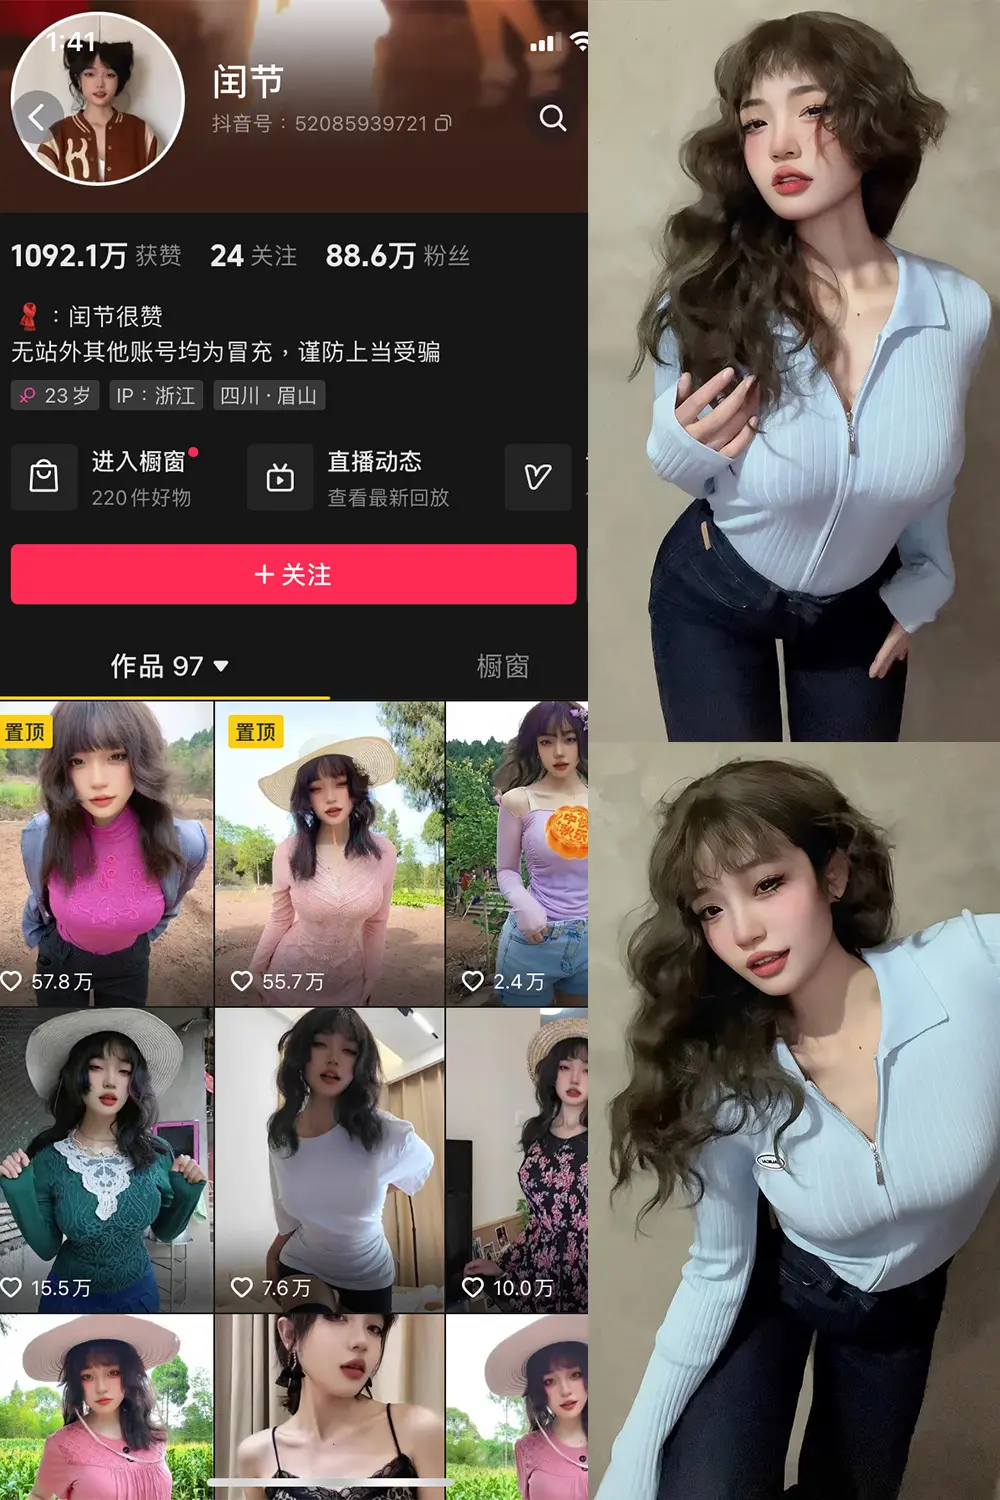 1:41
闰节
抖音号：52085939721
1092.1万 获赞 24 关注 88.6万 粉丝
：闰节很赞
无站外其他账号均为冒充，谨防上当受骗
23岁 IP：浙江 四川·眉山
进入橱窗 直播动态
220件好物 查看最新回放
+ 关注
作品 97 橱窗
置顶 置顶
57.8万 55.7万 2.4万
15.5万 7.6万 10.0万